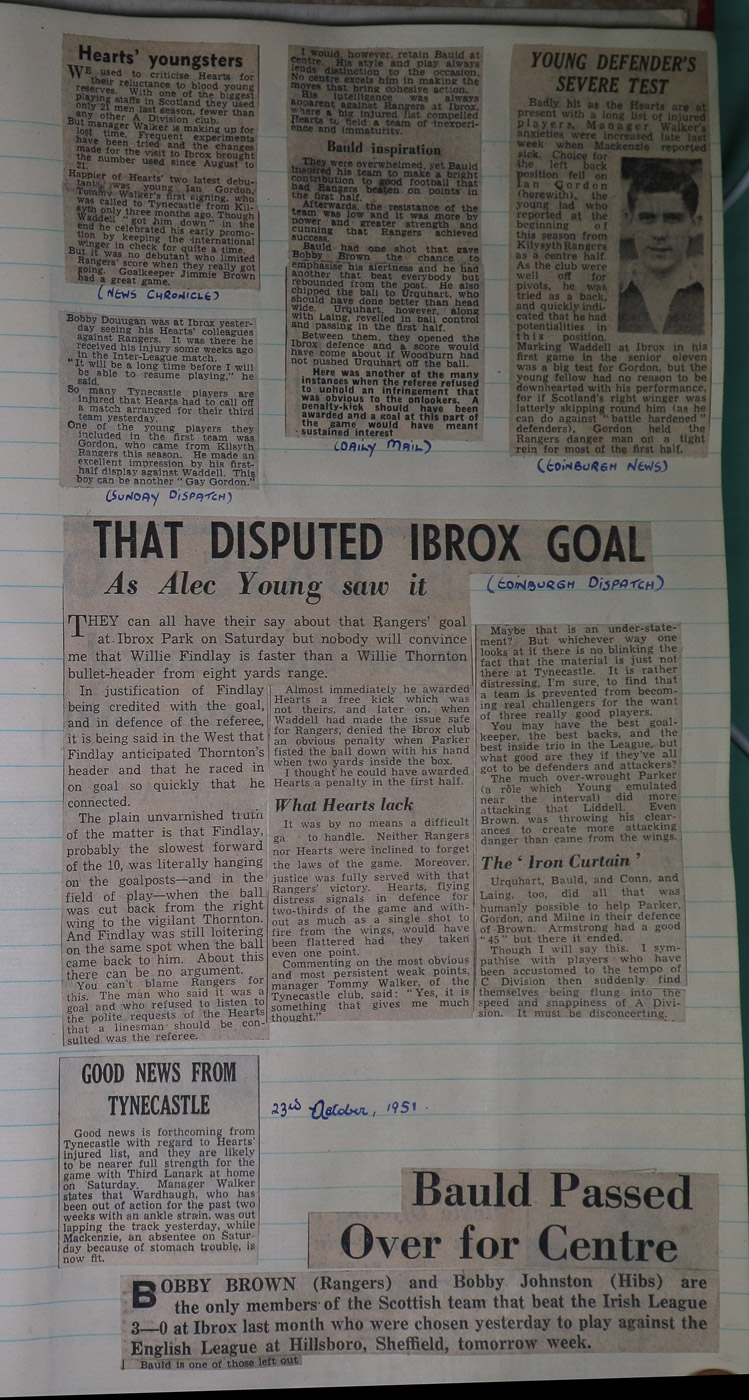 Hearts' youngsters
WE used to criticise Hearts for
their reluctance to blood young
reserves. With one of the biggest
playing staffs in Scotland they used
only 21 men last season, fewer than
any other A Division club.
But manager Walker is making up for
lost time. Frequent experiments
have been tried and the changes
made for the visit to Ibrox brought
the number used since August to
21.
Happier of Hearts' two latest debu-
tants was young Ian Gordon,
Tommy Walker's first signing, who
was called to Tynecastle from Kil-
syth only three months ago. Though
Waddell "got him down" in the
end he celebrated his early promo-
tion by keeping the international
winger in check for quite a time.
But it was no debutant who limited
Rangers' score when they really got
going. Goalkeeper Jimmie Brown
had a great game.
(NEWS CHRONICLE)
Bobby Dougan was at Ibrox yester-
day seeing his Hearts' colleagues
against Rangers. It was there he
received his injury some weeks ago
in the Inter-League match.
"It will be a long time before I will
be able to resume playing," he
said.
So many Tynecastle players are
injured that Hearts had to call off
a match arranged for their third
team yesterday.
One of the young players they
included in the first team was
Gordon, who came from Kilsyth
Rangers this season. He made an
excellent impression by his first-
half display against Waddell. This
boy can be another "Gay Gordon."
(SUNDAY DISPATCH)
I would, however, retain Bauld at
centre. His style and play always
lends distinction to the occasion.
No centre excels him in making the
moves that bring cohesive action.
His intelligence was always
apparent against Rangers at Ibrox,
where a big injured list compelled
Hearts to field a team of inexperi-
ence and immaturity.
Bauld inspiration
They were overwhelmed, yet Bauld
inspired his team to make a bright
contribution to good football that
had Rangers beaten on points in
the first half.
Afterwards, the resistance of the
team was low and it was more by
power and greater strength and
cunning that Rangers achieved
success.
Bauld had one shot that gave
Bobby Brown the chance to
emphasise his alertness and he had
another that beat everybody but
rebounded from the post. He also
chipped the ball to Urquhart, who
should have done better than head
wide. Urquhart, however, along
with Laing, revelled in ball control
and passing in the first half.
Between them, they opened the
Ibrox defence and a score would
have come about if Woodburn had
not pushed Urquhart off the ball.
Here was another of the many
instances when the referee refused
to uphold an infringement that
was obvious to the onlookers. A
penalty-kick should have been
awarded and a goal at this part of
the game would have meant
sustained interest
(DAILY MAIL)
YOUNG DEFENDER'S
SEVERE TEST
Badly hit as the Hearts are at
present with a long list of injured
players, Manager Walker's
anxieties were increased late last
week when Mackenzie reported
sick. Choice for
the left back
position fell on
Ian Gordon
(herewith), the
young lad who
reported at the
beginning of
this season from
Kilsyth Rangers
as a centre half.
As the club were
well off for
pivots, he was
tried as a back,
and quickly indi-
cated that he had
potentialities in
this position.
Marking Waddell at Ibrox in his
first game in the senior eleven
was a big test for Gordon, but the
young fellow had no reason to be
downhearted with his performance,
for if Scotland's right winger was
latterly skipping round him (as he
can do against "battle hardened"
defenders), Gordon held the
Rangers danger man on a tight
rein for most of the first half.
(EDINBURGH NEWS)
THAT DISPUTED IBROX GOAL
As Alec Young saw it
(EDINBURGH DISPATCH)
THEY can all have their say about that Rangers' goal
at Ibrox Park on Saturday but nobody will convince
me that Willie Findlay is faster than a Willie Thornton
bullet-header from eight yards range.
In justification of Findlay
being credited with the goal,
and in defence of the referee,
it is being said in the West that
Findlay anticipated Thornton's
header and that he raced in
on goal so quickly that he
connected.
The plain unvarnished truth
of the matter is that Findlay,
probably the slowest forward
of the 10, was literally hanging
on the goalposts—and in the
field of play—when the ball
was cut back from the right
wing to the vigilant Thornton.
And Findlay was still loitering
on the same spot when the ball
came back to him. About this
there can be no argument.
You can't blame Rangers for
this. The man who said it was a
goal and who refused to listen to
the polite requests of the Hearts
that a linesman should be con-
sulted was the referee.
Almost immediately he awarded
Hearts a free kick which was
not theirs, and later on, when
Waddell had made the issue safe
for Rangers, denied the Ibrox club
an obvious penalty when Parker
fisted the ball down with his hand
when two yards inside the box.
I thought he could have awarded
Hearts a penalty in the first half.
What Hearts lack
It was by no means a difficult
ga to handle. Neither Rangers
nor Hearts were inclined to forget
the laws of the game. Moreover,
justice was fully served with that
Rangers' victory. Hearts, flying
distress signals in defence for
two-thirds of the game and with-
out as much as a single shot to
fire from the wings, would have
been flattered had they taken
even one point.
Commenting on the most obvious
and most persistent weak points,
manager Tommy Walker, of the
Tynecastle club, said: "Yes, it is
something that gives me much
thought."
Maybe that is an under-state-
ment? But whichever way one
looks at it there is no blinking the
fact that the material is just not
there at Tynecastle. It is rather
distressing, I'm sure, to find that
a team is prevented from becom-
ing real challengers for the want
of three really good players.
You may have the best goal-
keeper, the best backs, and the
best inside trio in the League, but
what good are they if they've all
got to be defenders and attackers?
The much over-wrought Parker
(a rôle which Young emulated
near the interval) did more
attacking that Liddell. Even
Brown was throwing his clear-
ances to create more attacking
danger than came from the wings.
The 'Iron Curtain'
Urquhart, Bauld, and Conn, and
Laing, too, did all that was
humanly possible to help Parker,
Gordon, and Milne in their defence
of Brown. Armstrong had a good
"45" but there it ended.
Though I will say this. I sym-
pathise with players who have
been accustomed to the tempo of
C Division then suddenly find
themselves being flung into the
speed and snappiness of A Divi-
sion. It must be disconcerting.
GOOD NEWS FROM
TYNECASTLE
Good news is forthcoming from
Tynecastle with regard to Hearts'
injured list, and they are likely
to be nearer full strength for the
game with Third Lanark at home
on Saturday. Manager Walker
states that Wardhaugh, who has
been out of action for the past two
weeks with an ankle strain, was out
lapping the track yesterday, while
Mackenzie, an absentee on Satur-
day because of stomach trouble, is
now fit.
23rd October, 1951.
Bauld Passed
Over for Centre
BOBBY BROWN (Rangers) and Bobby Johnston (Hibs) are
the only members of the Scottish team that beat the Irish League
3—0 at Ibrox last month who were chosen yesterday to play against the
English League at Hillsboro, Sheffield, tomorrow week.
Bauld is one of those left out